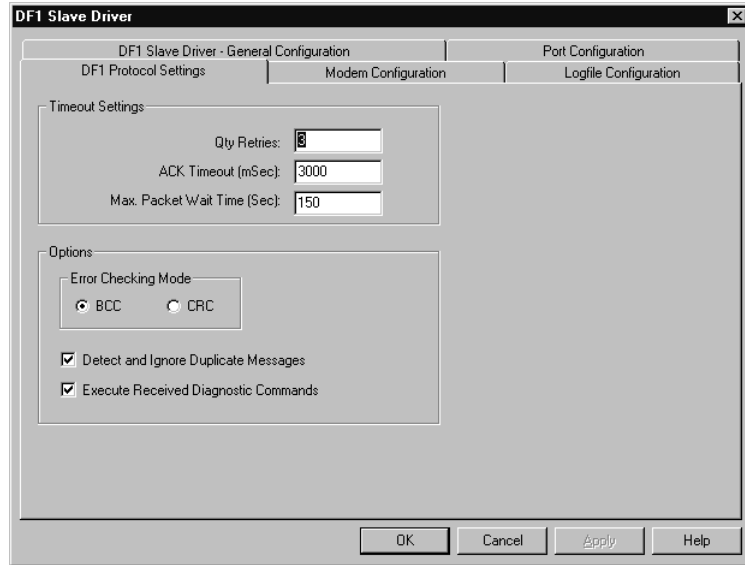 DF1 Slave Driver
DF1 Slave Driver - General Configuration Port Configuration
DF1 Protocol Settings Modem Configuration Logfile Configuration
Timeout Settings
Qty Retries: 3
ACK Timeout (mSec): 3000
Max. Packet Wait Time (Sec): 150
Options
Error Checking Mode
BCC CRC
Detect and Ignore Duplicate Messages
Execute Received Diagnostic Commands
OK Cancel Apply Help